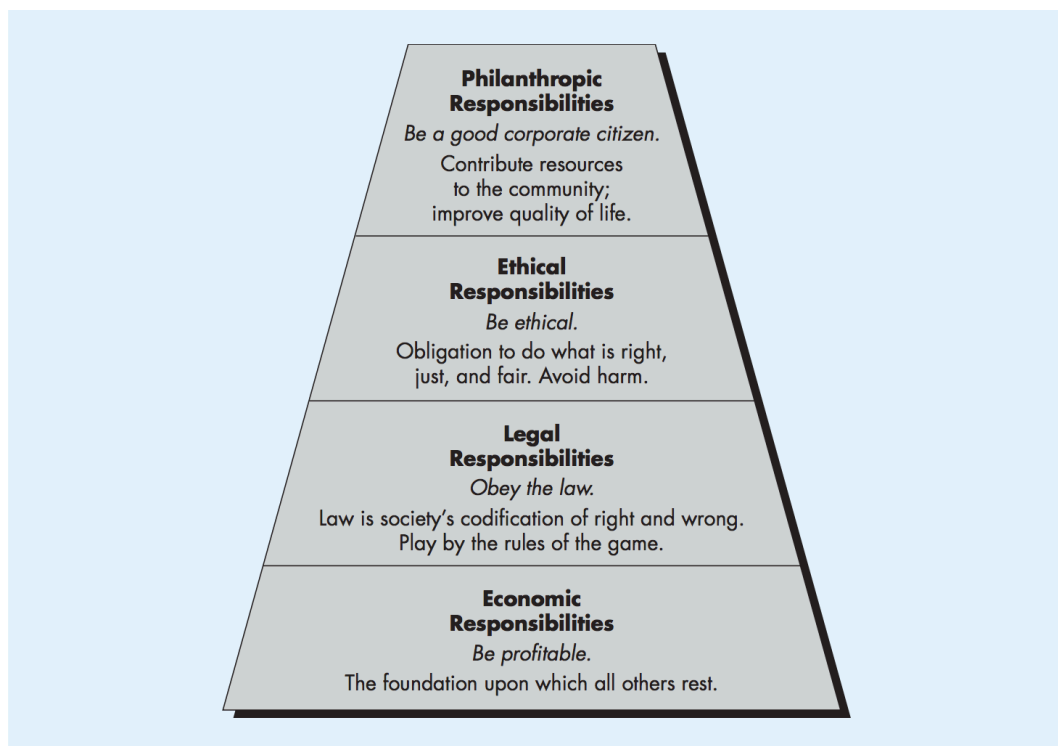 Philanthropic
Responsibilities
Be a good corporate citizen.
Contribute resources
to the community;
improve quality of life.
Ethical
Responsibilities
Be ethical.
Obligation to do what is right,
just, and fair. Avoid harm.
Legal
Responsibilities
Obey the law.
Law is society’s codification of right and wrong.
Play by the rules of the game.
Economic
Responsibilities
Be profitable.
The foundation upon which all others rest.